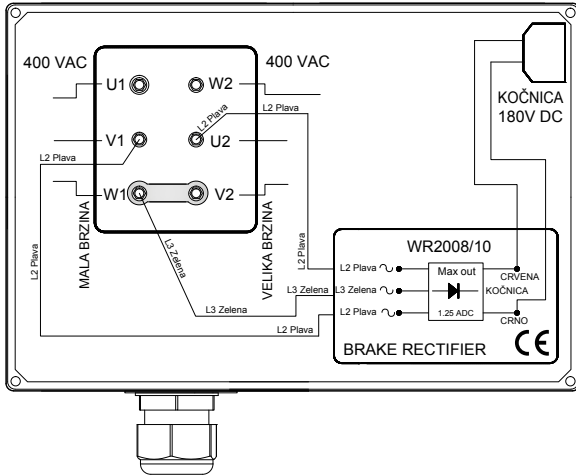 400 VAC
400 VAC
U1
W2
V1
U2
W1
V2
L2 Plava
L2 Plava
L2 Plava
MALA BRZINA
VELIKA BRZINA
L2 Plava
L2 Plava
L3 Zelena
L3 Zelena
L2 Plava
KOČNICA
180V DC
WR2008/10
L2 Plava
L3 Zelena
L3 Zelena
L2 Plava
Max out
1.25 ADC
CRVENA
KOČNICA
CRNO
BRAKE RECTIFIER
CE